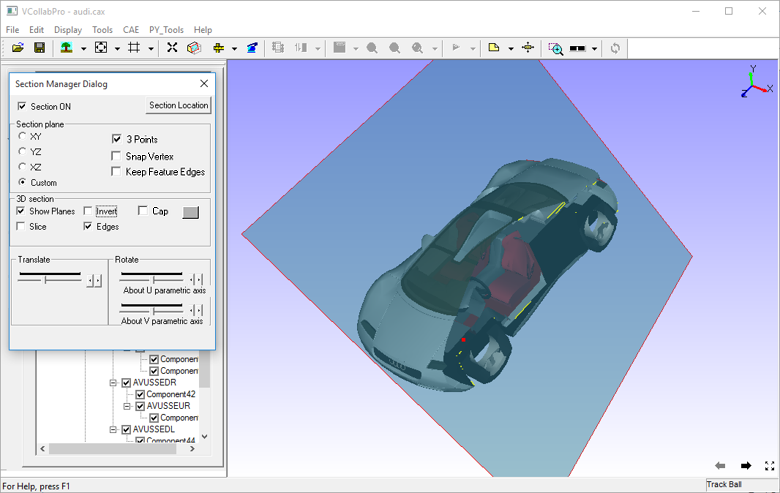 VCollabPro - audi.cax
File Edit Display Tools CAE PY_Tools Help
Section Manager Dialog
Section ON
Section Location
Section plane
XY
3 Points
YZ
Snap Vertex
XZ
Keep Feature Edges
Custom
3D section
Show Planes Invert Cap
Slice Edges
Translate Rotate
About U parametric axis
About V parametric axis
Component
Component
AVUSSEDR
Component42
AVUSSEUR
Component
AVUSSEDL
Component44
Y
X
Z
For Help, press F1
Track Ball